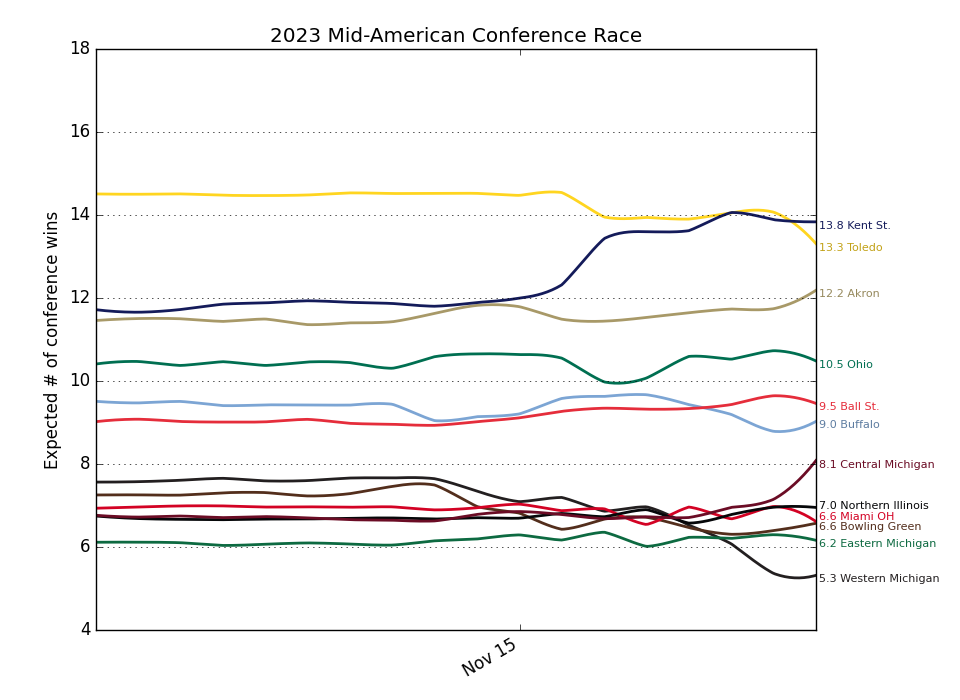 2023 Mid-American Conference Race
Expected # of conference wins
18
16
14
12
10
8
6
4
Nov 15
13.8 Kent St.
13.3 Toledo
12.2 Akron
10.5 Ohio
9.5 Ball St.
9.0 Buffalo
8.1 Central Michigan
7.0 Northern Illinois
6.6 Miami OH
6.6 Bowling Green
6.2 Eastern Michigan
5.3 Western Michigan